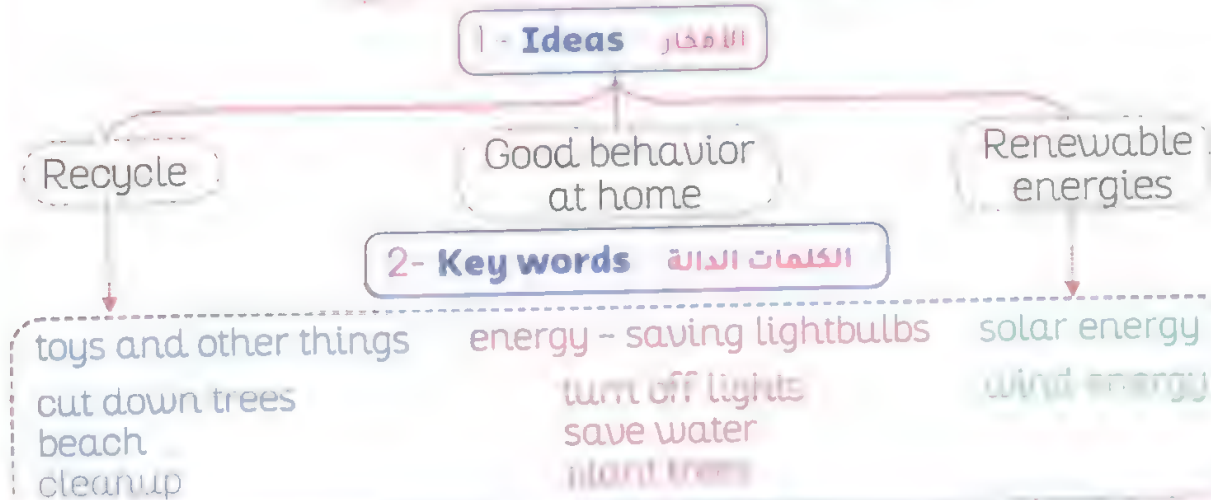 1 - Ideas الأفكار
Recycle
Good behavior
at home
Renewable
energies
2- Key words الكلمات الدالة
toys and other things
cut down trees
beach
cleanup
energy - saving lightbulbs
turn off lights
save water
plant trees
solar energy
wind energy